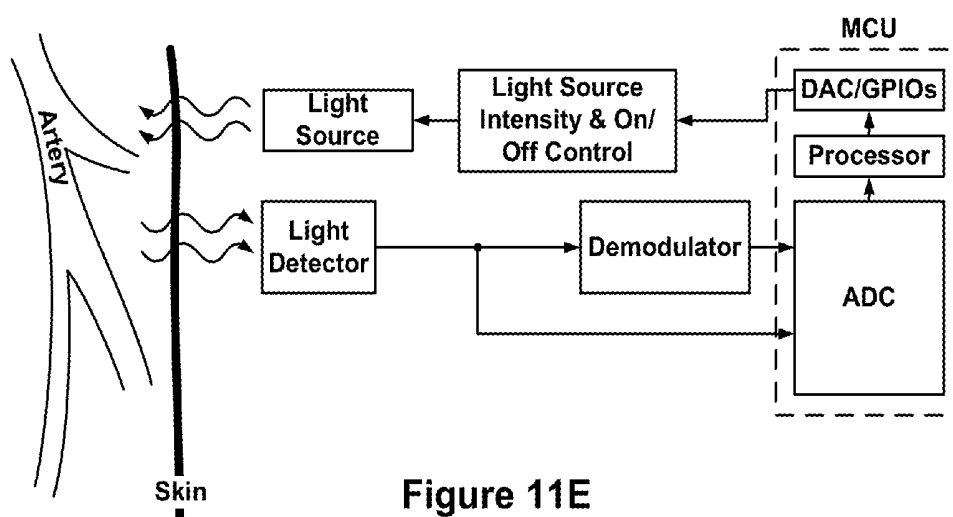 MCU
Light
Source
Light Source
Intensity & On/
Off Control
DAC/GPIOs
Processor
Artery
Light
Detector
Demodulator
ADC
Skin
Figure 11E